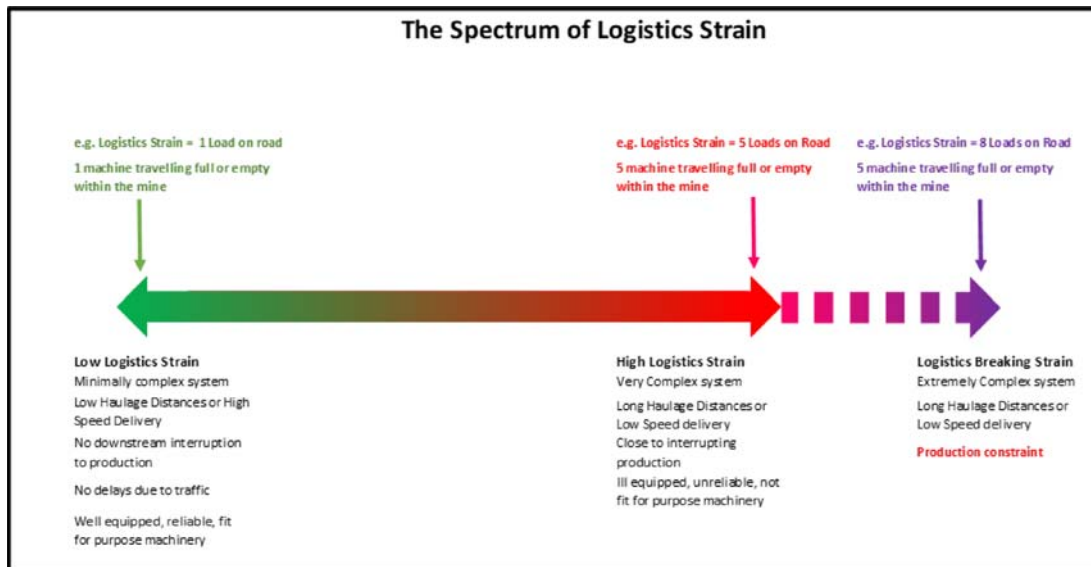 The Spectrum of Logistics Strain
e.g. Logistics Strain = 1 Load on road
1 machine travelling full or empty
within the mine
e.g. Logistics Strain = 5 Loads on Road
5 machine travelling full or empty
within the mine
e.g. Logistics Strain = 8 Loads on Road
5 machine travelling full or empty
within the mine
Low Logistics Strain
Minimally complex system
Low Haulage Distances or High
Speed Delivery
No downstream interruption
to production
No delays due to traffic
Well equipped, reliable, fit
for purpose machinery
High Logistics Strain
Very Complex system
Long Haulage Distances or
Low Speed delivery
Close to interrupting
production
Ill equipped, unreliable, not
fit for purpose machinery
Logistics Breaking Strain
Extremely Complex system
Long Haulage Distances or
Low Speed delivery
Production constraint